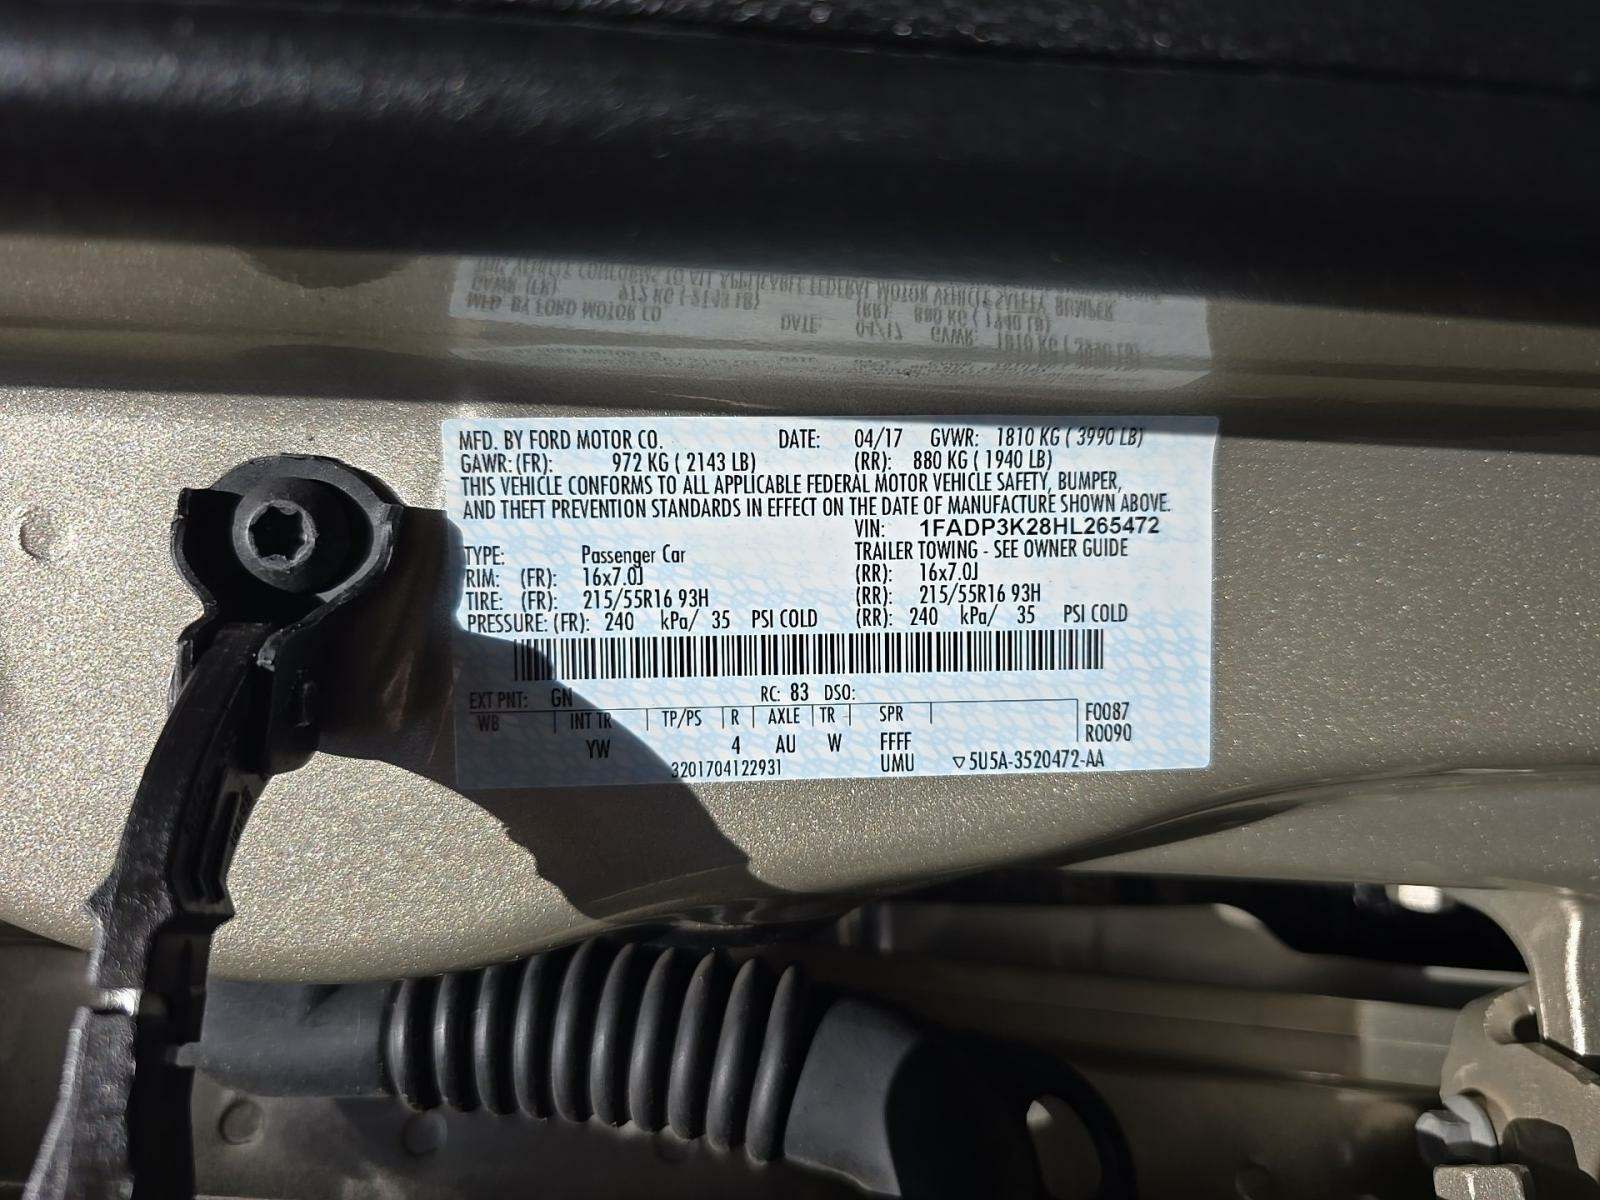 MFD. BY FORD MOTOR CO. DATE: 04/17 GVWR: 1810 KG ( 3990 LB)
GAWR: (FR): 972 KG ( 2143 LB) (RR): 880 KG ( 1940 LB)
THIS VEHICLE CONFORMS TO ALL APPLICABLE FEDERAL MOTOR VEHICLE SAFETY, BUMPER,
AND THEFT PREVENTION STANDARDS IN EFFECT ON THE DATE OF MANUFACTURE SHOWN ABOVE.
VIN: 1FADP3K28HL265472
TYPE: Passenger Car TRAILER TOWING - SEE OWNER GUIDE
RIM: (FR): 16x7.0J (RR): 16x7.0J
TIRE: (FR): 215/55R16 93H (RR): 215/55R16 93H
PRESSURE: (FR): 240 kPa/ 35 PSI COLD (RR): 240 kPa/ 35 PSI COLD
EXT PNT: GN RC: 83 DSO:
WB INT TR TP/PS R AXLE TR SPR F0087
R0090
YW 4 AU W FFFF
3201704122931 UMU ▽5U5A-3520472-AA